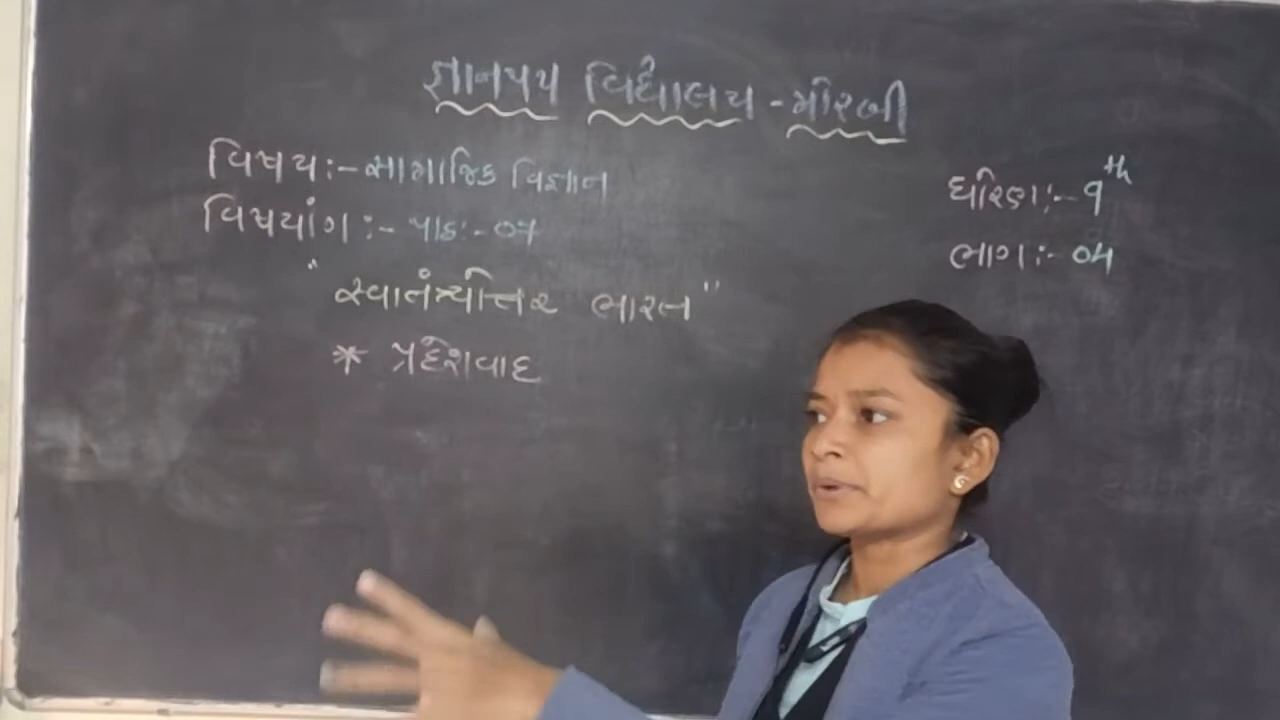 જ્ઞાનપથ વિદ્યાલય - મોરબી
વિષય:- સામાજિક વિજ્ઞાન
ધોરણ:- 9th
વિષયાંગ:- પાઠ:- 07
ભાગ:- 04
"સ્વાતંત્ર્યોત્તર ભારત"
* પ્રદેશવાદ